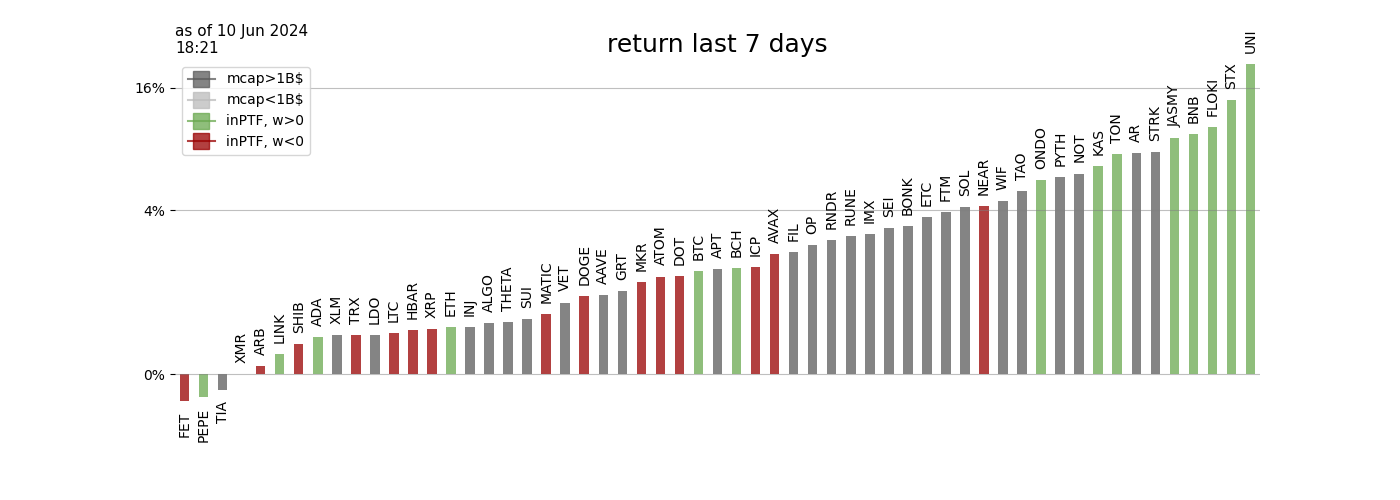 as of 10 Jun 2024
18:21
return last 7 days
mcap>1B$
mcap<1B$
inPTF, w>0
inPTF, w<0
16%
4%
0%
FET
PEPE
TIA
XMR
ARB
LINK
SHIB
ADA
XLM
TRX
LDO
LTC
HBAR
XRP
ETH
INJ
ALGO
THETA
SUI
MATIC
VET
DOGE
AAVE
GRT
MKR
ATOM
DOT
BTC
APT
BCH
ICP
AVAX
FIL
OP
RNDR
RUNE
IMX
SEI
BONK
ETC
FTM
SOL
NEAR
WIF
TAO
ONDO
PYTH
NOT
KAS
TON
AR
STRK
JASMY
BNB
FLOKI
STX
UNI